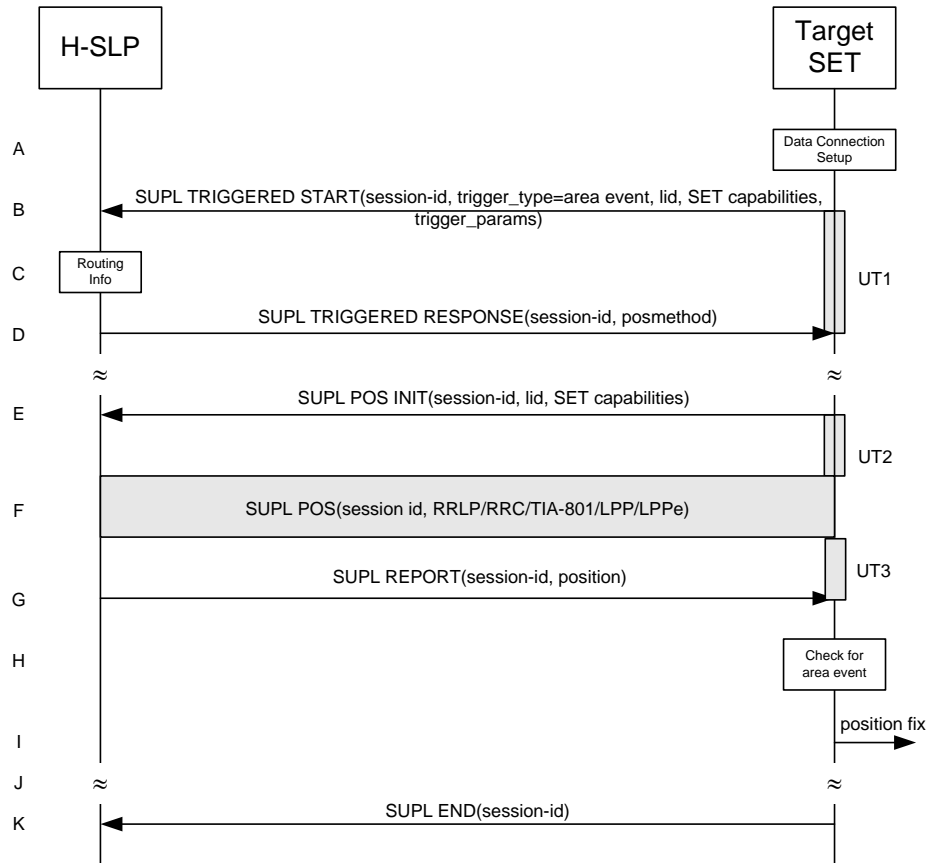 H-SLP
Target
SET
A
Data Connection
Setup
B
SUPL TRIGGERED START(session-id, trigger_type=area event, lid, SET capabilities,
trigger_params)
C
Routing
Info
UT1
D
SUPL TRIGGERED RESPONSE(session-id, posmethod)
≈
≈
E
SUPL POS INIT(session-id, lid, SET capabilities)
UT2
F
SUPL POS(session id, RRLP/RRC/TIA-801/LPP/LPPe)
UT3
G
SUPL REPORT(session-id, position)
H
Check for
area event
I
position fix
J
≈
≈
K
SUPL END(session-id)